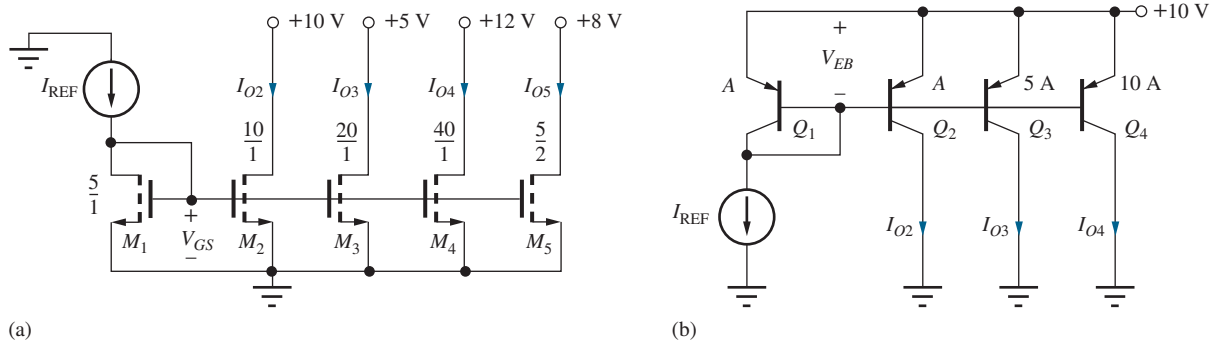 +10 V +5 V +12 V +8 V
I_REF
I_O2 I_O3 I_O4 I_O5
10/1 20/1 40/1 5/2
5/1
+
V_GS
−
M_1 M_2 M_3 M_4 M_5
(a)
+10 V
+
V_EB
−
A A 5 A 10 A
Q_1 Q_2 Q_3 Q_4
I_REF
I_O2 I_O3 I_O4
(b)